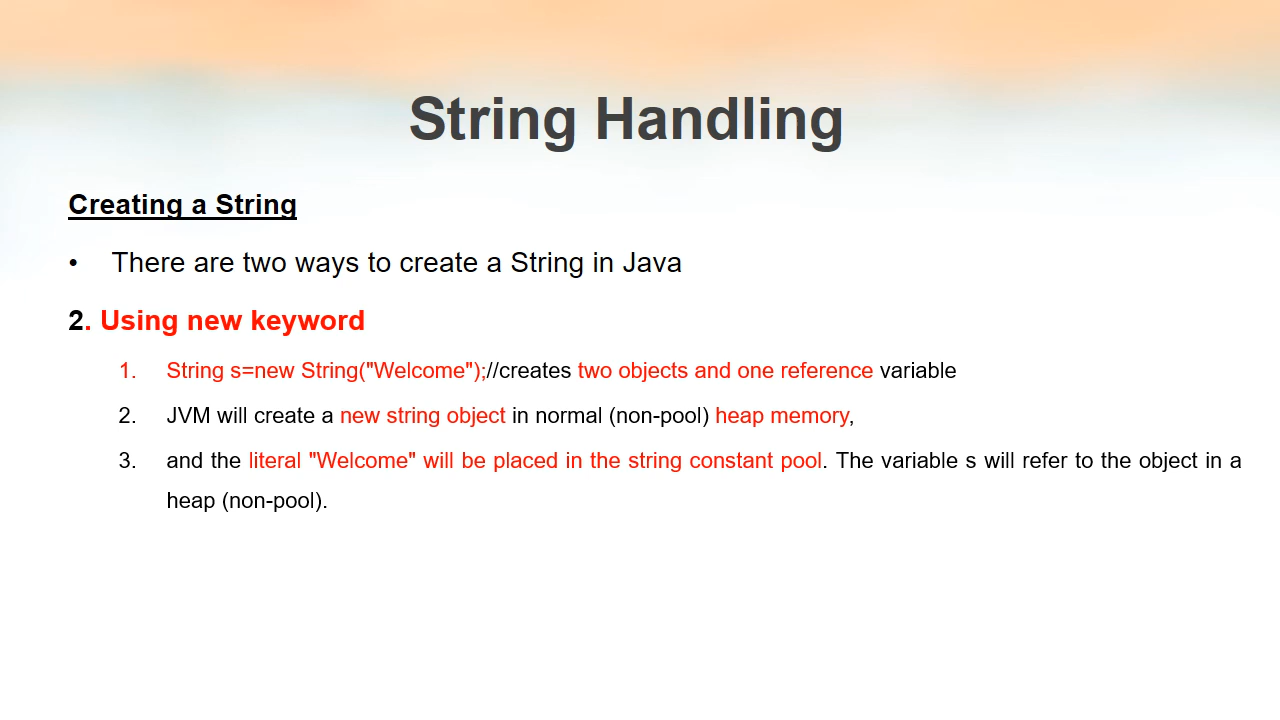 String Handling
Creating a String
• There are two ways to create a String in Java
2. Using new keyword
1. String s=new String("Welcome");//creates two objects and one reference variable
2. JVM will create a new string object in normal (non-pool) heap memory,
3. and the literal "Welcome" will be placed in the string constant pool. The variable s will refer to the object in a
heap (non-pool).